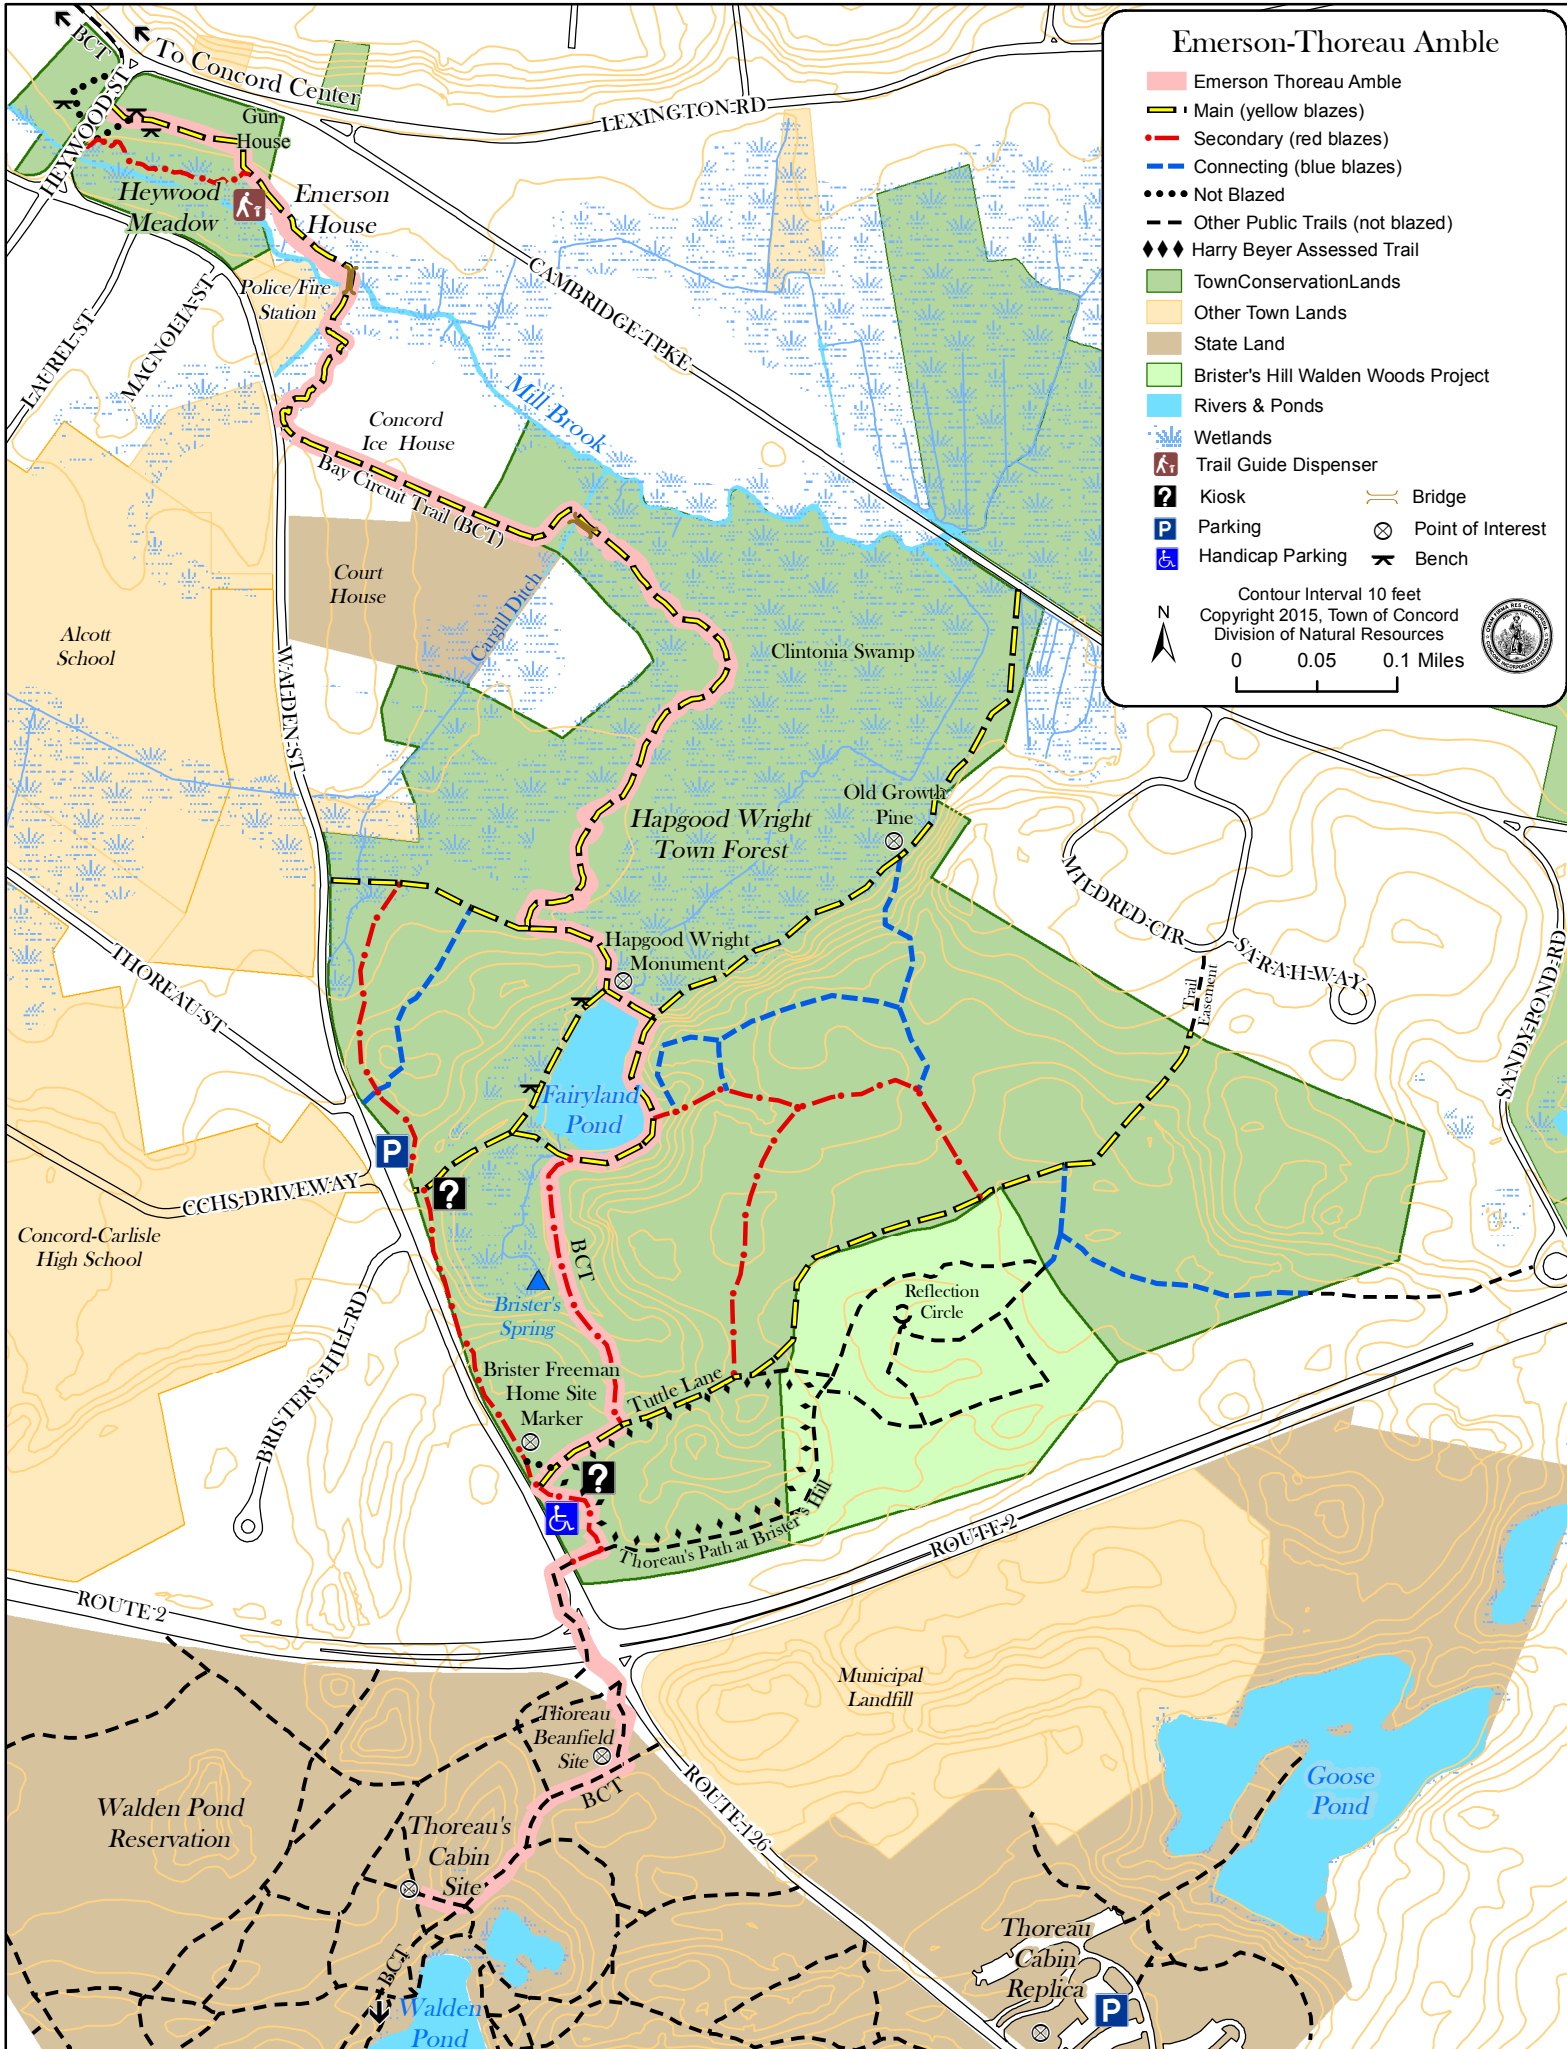 BCT
To Concord Center
HEYWOOD ST
Gun
House
LEXINGTON RD
Heywood
Meadow
Emerson
House
CAMBRIDGE TPKE
Police/Fire
Station
LAUREL ST
MAGNOLIA ST
Mill Brook
Concord
Ice House
Bay Circuit Trail (BCT)
Court
House
Cargill Ditch
Alcott
School
WALDEN ST
Clintonia Swamp
Old Growth
Pine
Hapgood Wright
Town Forest
MILDRED CIR
SARAH WAY
SANDY POND RD
Trail
Easement
Hapgood Wright
Monument
THOREAU ST
Fairyland
Pond
P
?
CCHS DRIVEWAY
Concord-Carlisle
High School
BCT
Brister's
Spring
Reflection
Circle
BRISTER'S HILL RD
Brister Freeman
Home Site
Marker
Tuttle Lane
?
Thoreau's Path at Brister's Hill
ROUTE 2
ROUTE 2
Municipal
Landfill
Thoreau
Beanfield
Site
BCT
ROUTE 126
Goose
Pond
Walden Pond
Reservation
Thoreau's
Cabin
Site
BCT
Walden
Pond
Thoreau
Cabin
Replica
P
Emerson-Thoreau Amble
Emerson Thoreau Amble
Main (yellow blazes)
Secondary (red blazes)
Connecting (blue blazes)
Not Blazed
Other Public Trails (not blazed)
Harry Beyer Assessed Trail
TownConservationLands
Other Town Lands
State Land
Brister's Hill Walden Woods Project
Rivers & Ponds
Wetlands
Trail Guide Dispenser
? Kiosk
Bridge
P Parking
Point of Interest
Handicap Parking
Bench
Contour Interval 10 feet
Copyright 2015, Town of Concord
Division of Natural Resources
N
0 0.05 0.1 Miles